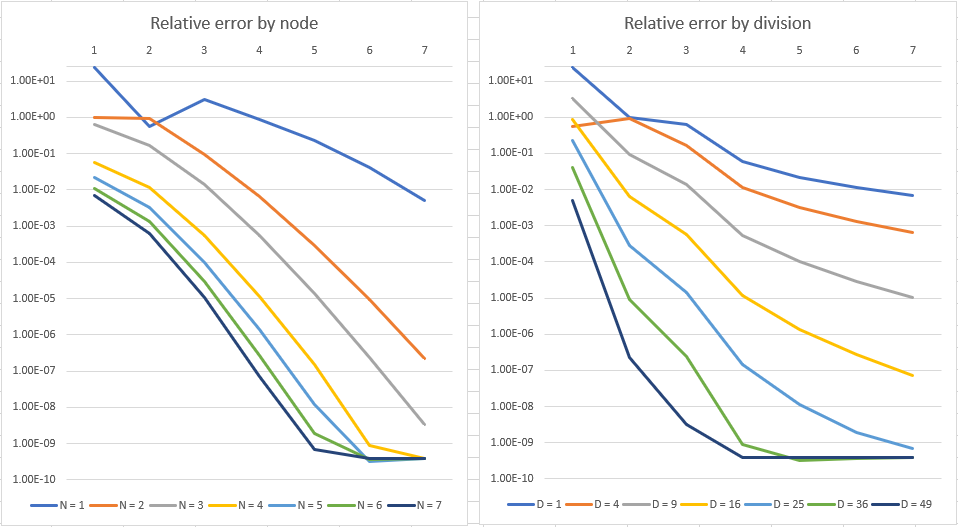 Relative error by node
1 2 3 4 5 6 7
1.00E+01
1.00E+00
1.00E-01
1.00E-02
1.00E-03
1.00E-04
1.00E-05
1.00E-06
1.00E-07
1.00E-08
1.00E-09
1.00E-10
N = 1 N = 2 N = 3 N = 4 N = 5 N = 6 N = 7
Relative error by division
1 2 3 4 5 6 7
1.00E+01
1.00E+00
1.00E-01
1.00E-02
1.00E-03
1.00E-04
1.00E-05
1.00E-06
1.00E-07
1.00E-08
1.00E-09
1.00E-10
D = 1 D = 4 D = 9 D = 16 D = 25 D = 36 D = 49